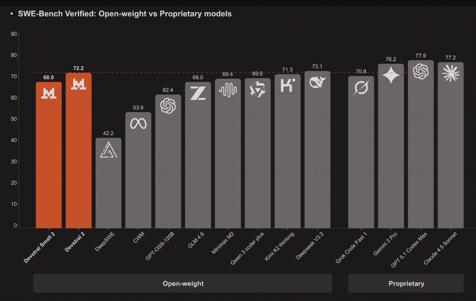 • SWE-Bench Verified: Open-weight vs Proprietary models
90
80
70
60
50
40
30
20
10
0
68.0
72.2
42.2
53.9
62.4
68.0
69.4
69.6
71.3
73.1
70.8
76.2
77.9
77.2
Devstral Small 2
Devstral 2
DeepSWE
CWM
GPT-OSS-120B
GLM 4.6
Minimax M2
Qwen 3 coder plus
Kimi K2 thinking
Deepseek V3.2
Grok Code Fast 1
Gemini 3 Pro
GPT 5.1 Codex Max
Claude 4.5 Sonnet
Open-weight
Proprietary